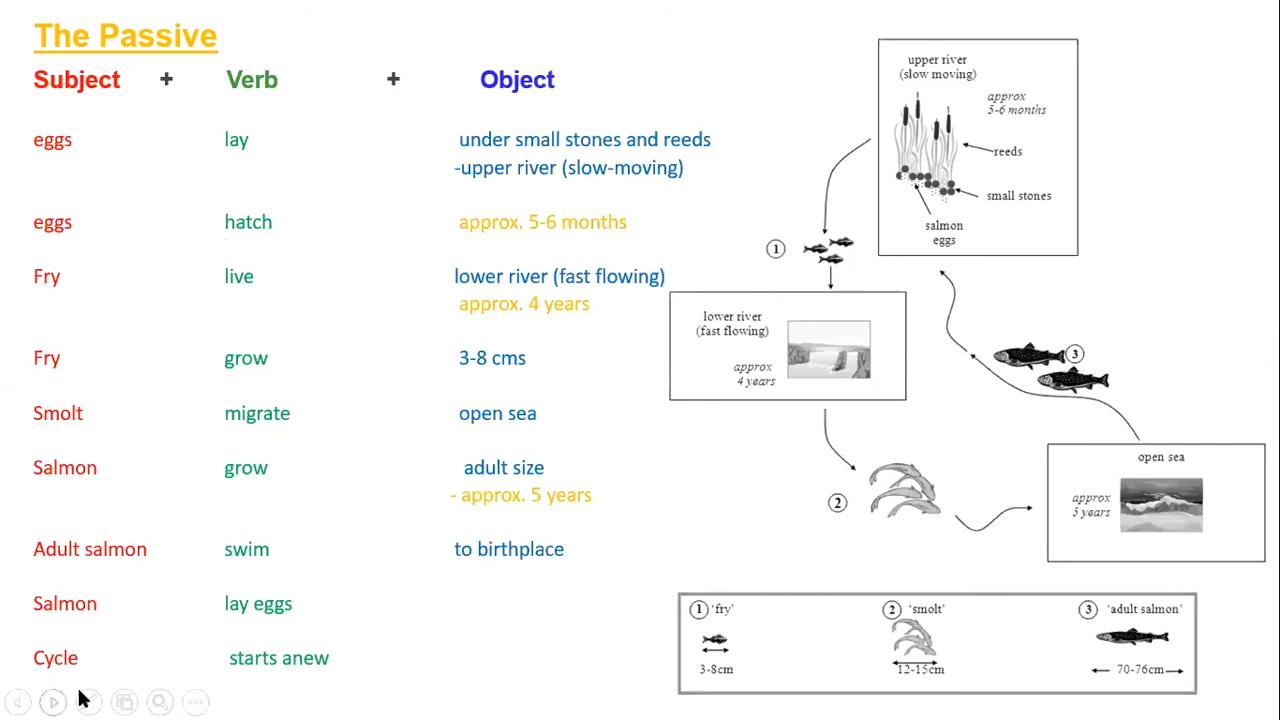 The Passive
Subject + Verb + Object
eggs lay under small stones and reeds
-upper river (slow-moving)
eggs hatch approx. 5-6 months
Fry live lower river (fast flowing)
approx. 4 years
Fry grow 3-8 cms
Smolt migrate open sea
Salmon grow adult size
- approx. 5 years
Adult salmon swim to birthplace
Salmon lay eggs
Cycle starts anew
upper river
(slow moving)
approx
5-6 months
reeds
small stones
salmon
eggs
1
lower river
(fast flowing)
approx
4 years
3
2
open sea
approx
5 years
1 'fry' 2 'smolt' 3 'adult salmon'
3-8cm 12-15cm 70-76cm